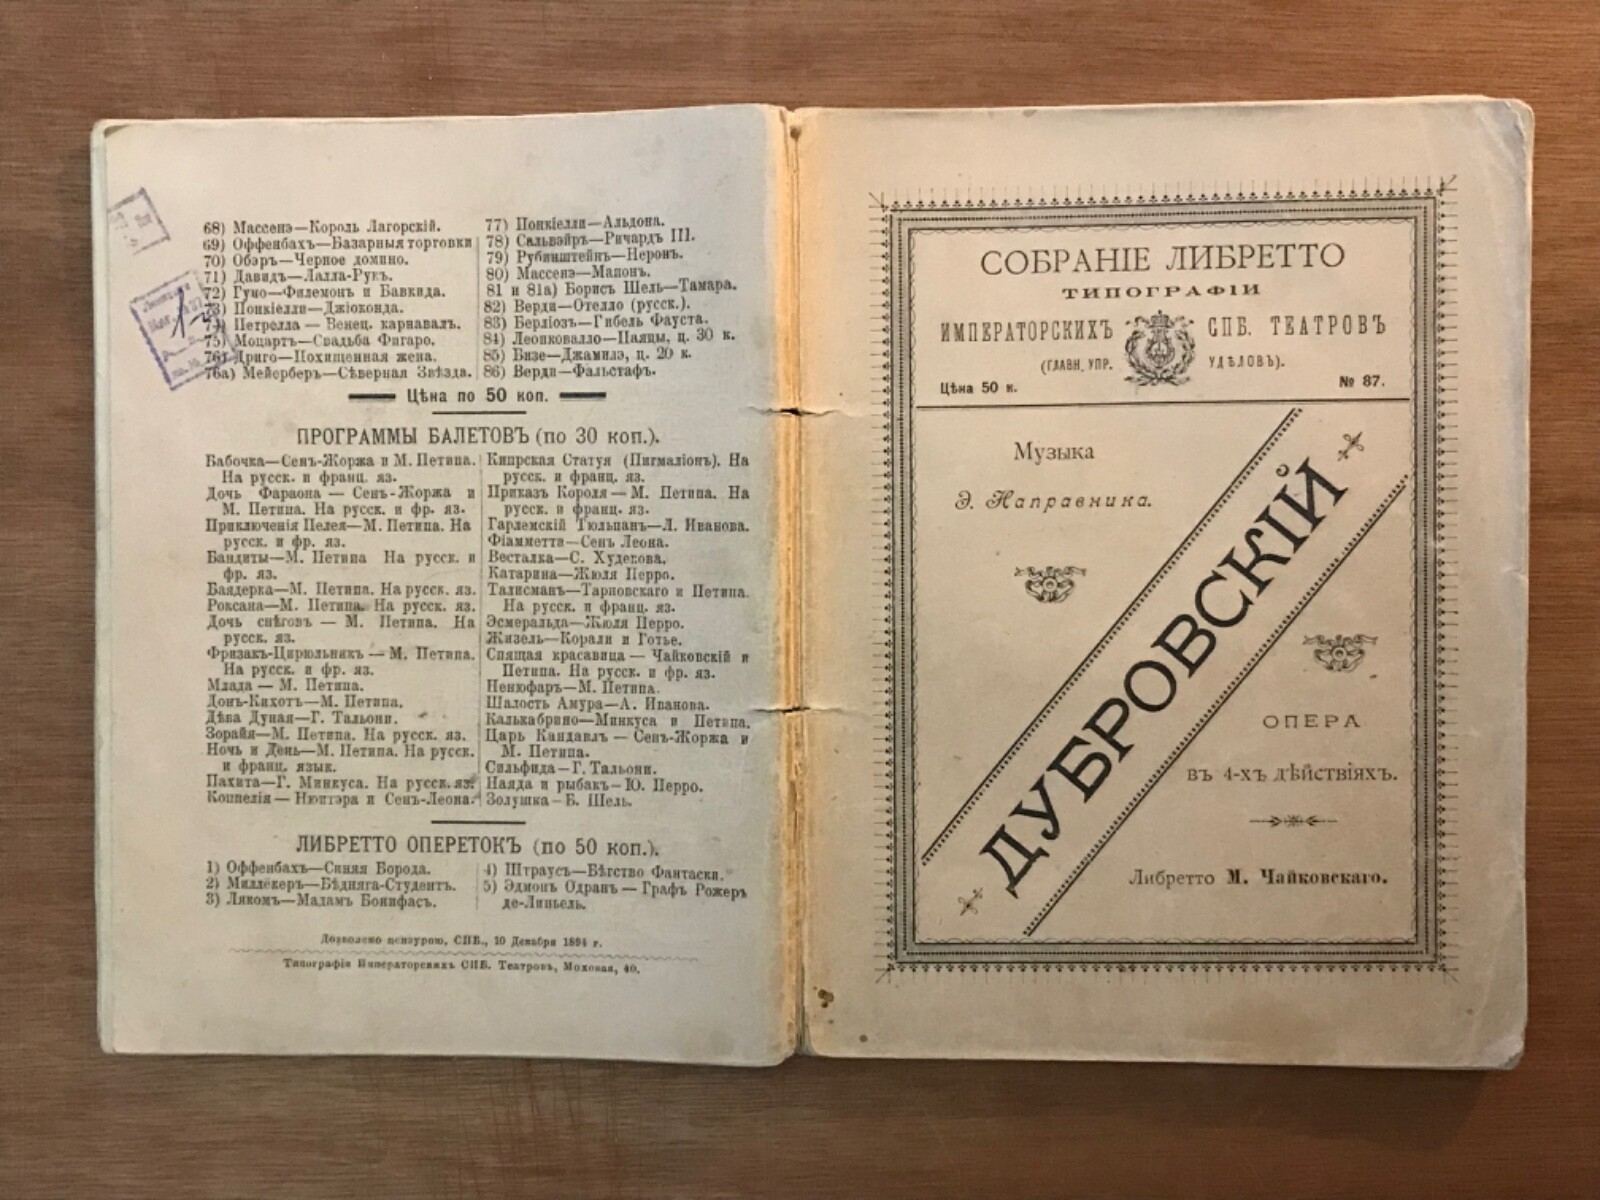 68) Массенэ—Король Лагорскій.
69) Оффенбахъ—Базарныя торговки
70) Обэръ—Черное домино.
71) Давидъ—Лалла-Рукъ.
72) Гуно—Филемонъ и Бавкида.
73) Понкіелли—Джіоконда.
74) Петрелла — Венец. карнавалъ.
75) Моцартъ—Свадьба Фигаро.
76) Дриго—Похищенная жена.
76а) Мейерберъ—Сѣверная Звѣзда.
77) Понкіелли—Альдона.
78) Сальвэйръ—Ричардъ III.
79) Рубинштейнъ—Неронъ.
80) Массенэ—Манонъ.
81 и 81а) Борисъ Шель—Тамара.
82) Верди—Отелло (русск.).
83) Берліозъ—Гибель Фауста.
84) Леонковалло—Паяцы, ц. 30 к.
85) Бизе—Джамилэ, ц. 20 к.
86) Верди—Фальстафъ.
Цѣна по 50 коп.
ПРОГРАММЫ БАЛЕТОВЪ (по 30 коп.).
Бабочка—Сенъ-Жоржа и М. Петипа.
На русск. и франц. яз.
Дочь Фараона — Сенъ-Жоржа и
М. Петипа. На русск. и фр. яз.
Приключенія Пелея—М. Петипа. На
русск. и фр. яз.
Бандиты—М. Петипа На русск. и
фр. яз.
Баядерка—М. Петипа. На русск. яз.
Роксана—М. Петипа. На русск. яз.
Дочь снѣговъ — М. Петипа. На
русск. яз.
Фризакъ-Цирюльникъ — М. Петипа.
На русск. и фр. яз.
Млада — М. Петипа.
Донъ-Кихотъ—М. Петипа.
Дѣва Дуная—Г. Тальони.
Зорайя—М. Петипа. На русск. яз.
Ночь и День—М. Петипа. На русск.
и франц. язык.
Пахита—Г. Минкуса. На русск. яз.
Коппелія — Нюитэра и Сенъ-Леона.
Кипрская Статуя (Пигмаліонъ). На
русск. и франц. яз.
Приказъ Короля — М. Петипа. На
русск. и франц. яз.
Гарлемскій Тюльпанъ—Л. Иванова.
Фіамметта—Сенъ Леона.
Весталка—С. Худекова.
Катарина—Жюля Перро.
Талисманъ—Тарновскаго и Петипа.
На русск. и франц. яз.
Эсмеральда—Жюля Перро.
Жизель—Корали и Готье.
Спящая красавица — Чайковскій и
Петипа. На русск. и фр. яз.
Ненюфаръ—М. Петипа.
Шалость Амура—А. Иванова.
Калькабрино—Минкуса и Петипа.
Царь Кандавлъ — Сенъ-Жоржа и
М. Петипа.
Сильфида—Г. Тальони.
Наяда и рыбакъ—Ю. Перро.
Золушка—Б. Шель.
ЛИБРЕТТО ОПЕРЕТОКЪ (по 50 коп.).
1) Оффенбахъ—Синяя Борода.
2) Миллёкеръ—Бѣдняга-Студентъ.
3) Лякомъ—Мадамъ Бонифасъ.
4) Штраусъ—Бѣгство Фантаски.
5) Эдмонъ Одранъ — Графъ Рожеръ
де-Линьель.
Дозволено цензурою, СПБ., 10 Декабря 1894 г.
Типографія Императорскихъ СПБ. Театровъ, Моховая, 40.
СОБРАНІЕ ЛИБРЕТТО
ТИПОГРАФІИ
ИМПЕРАТОРСКИХЪ СПБ. ТЕАТРОВЪ
(ГЛАВН. УПР. УДѢЛОВЪ).
Цѣна 50 к. № 87.
Музыка
Э. Направника.
ДУБРОВСКІЙ
ОПЕРА
въ 4-хъ дѣйствіяхъ.
Либретто М. Чайковскаго.